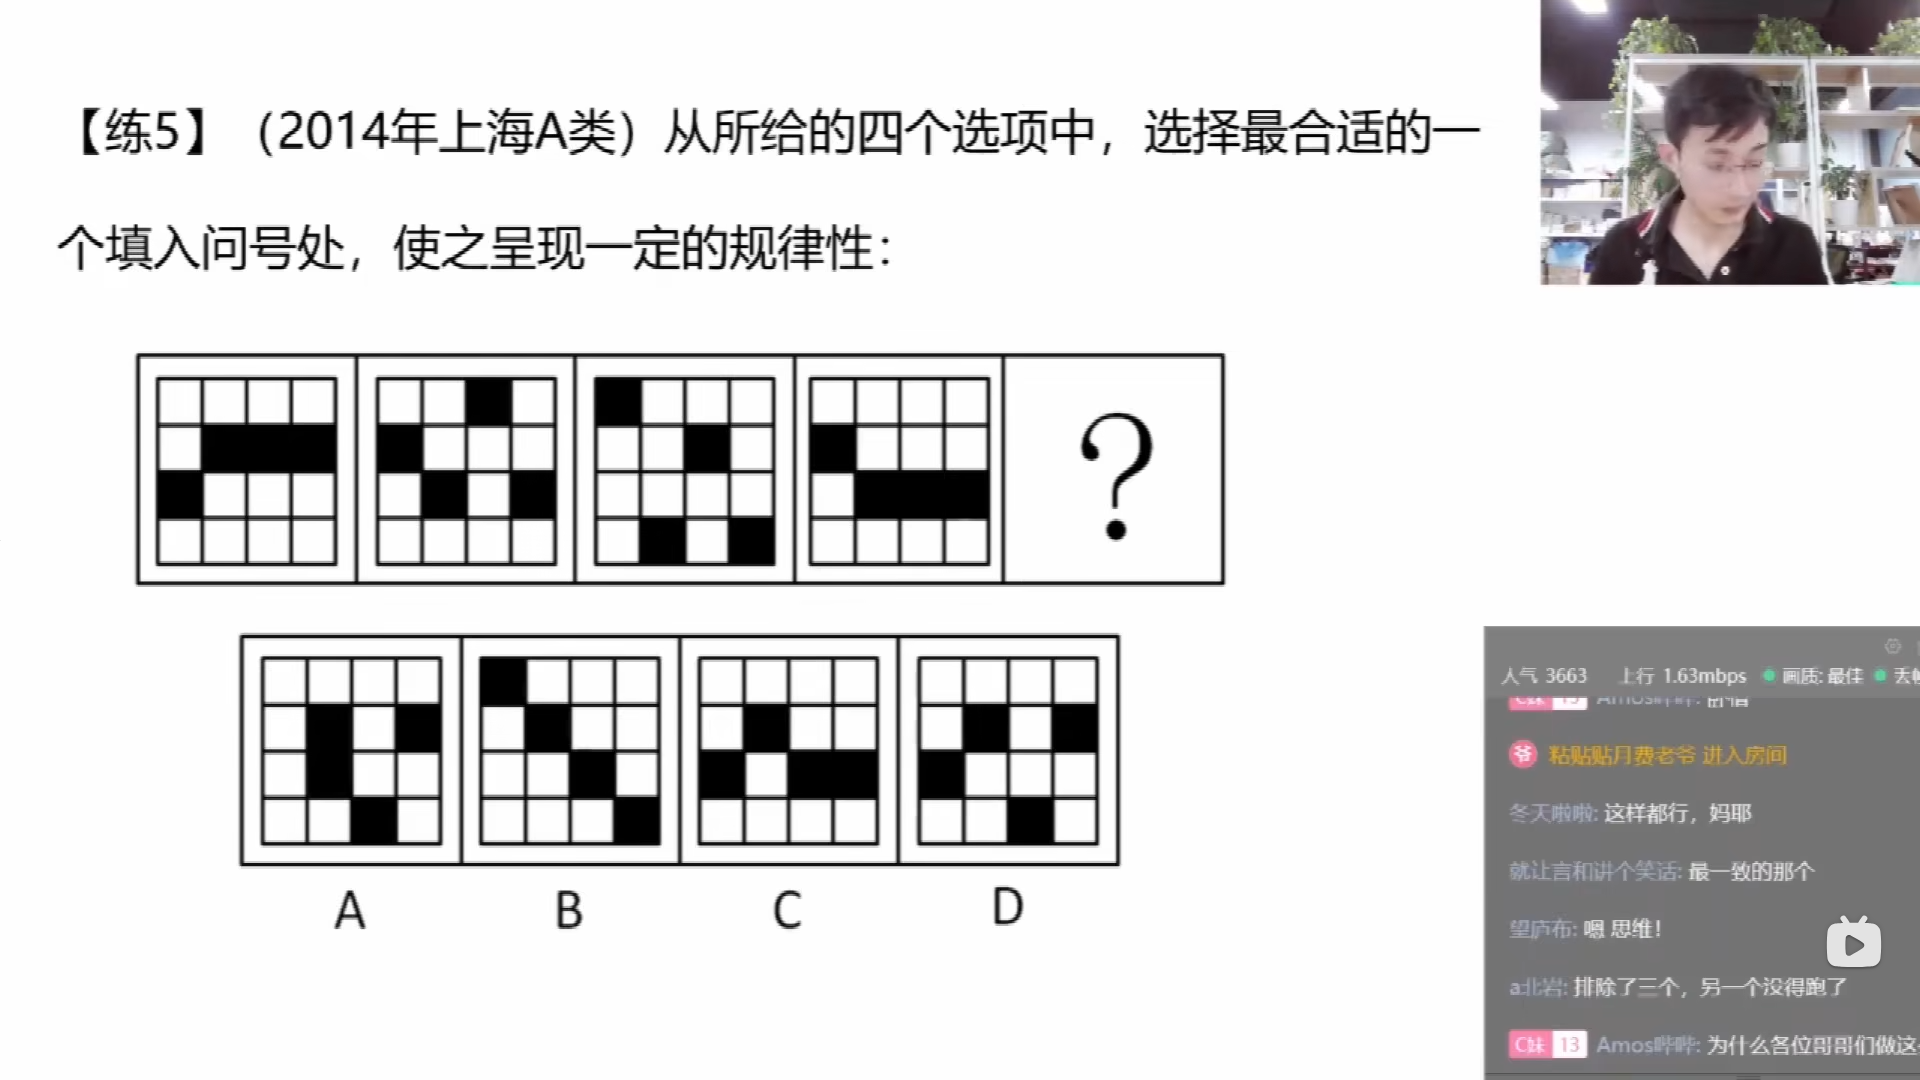 【练5】（2014年上海A类）从所给的四个选项中，选择最合适的一
个填入问号处，使之呈现一定的规律性：
?
A B C D
人气 3663 上行 1.63mbps 画质: 最佳
粘贴贴月费老爷 进入房间
冬天啦啦: 这样都行，妈耶
就让言和讲个笑话: 最一致的那个
望庐布: 嗯 思维！
a北岩: 排除了三个，另一个没得跑了
C妹 13 Amos哔哔: 为什么各位哥哥们做这